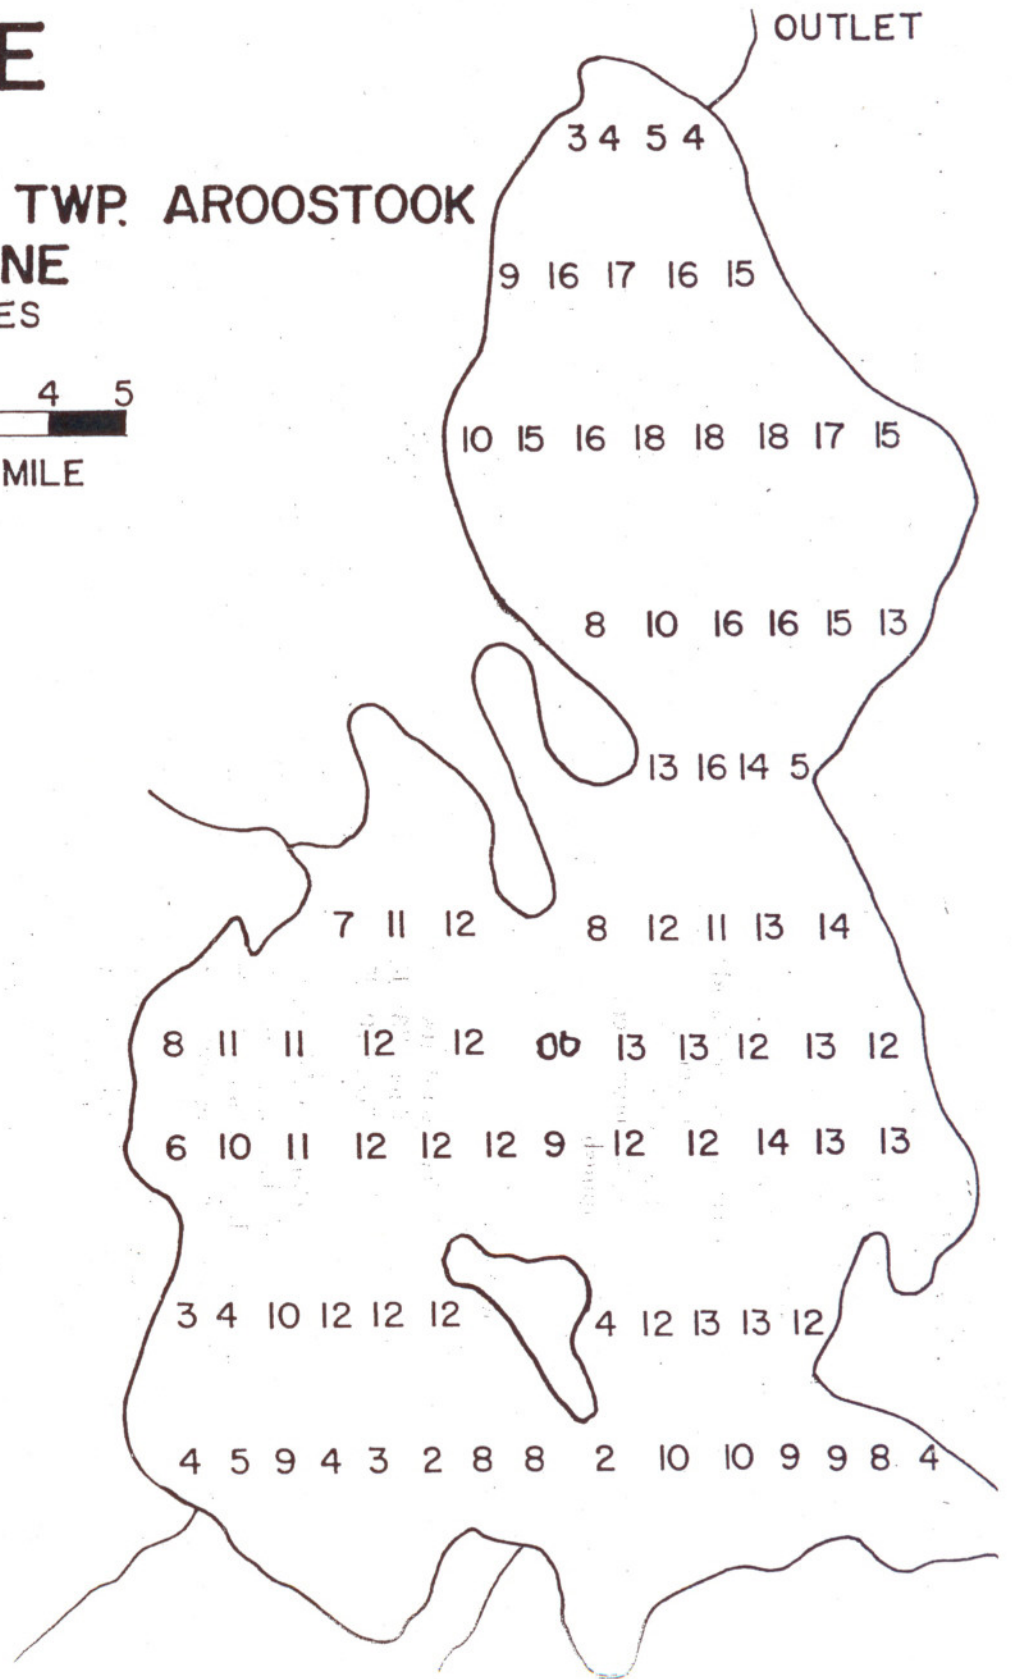 E
OUTLET
3 4 5 4
TWP. AROOSTOOK
NE
9 16 17 16 15
ES
4 5
10 15 16 18 18 18 17 15
MILE
8 10 16 16 15 13
13 16 14 5
7 11 12 8 12 11 13 14
8 11 11 12 12 00 13 13 12 13 12
6 10 11 12 12 12 9 12 12 14 13 13
3 4 10 12 12 12 4 12 13 13 12
4 5 9 4 3 2 8 8 2 10 10 9 9 8 4